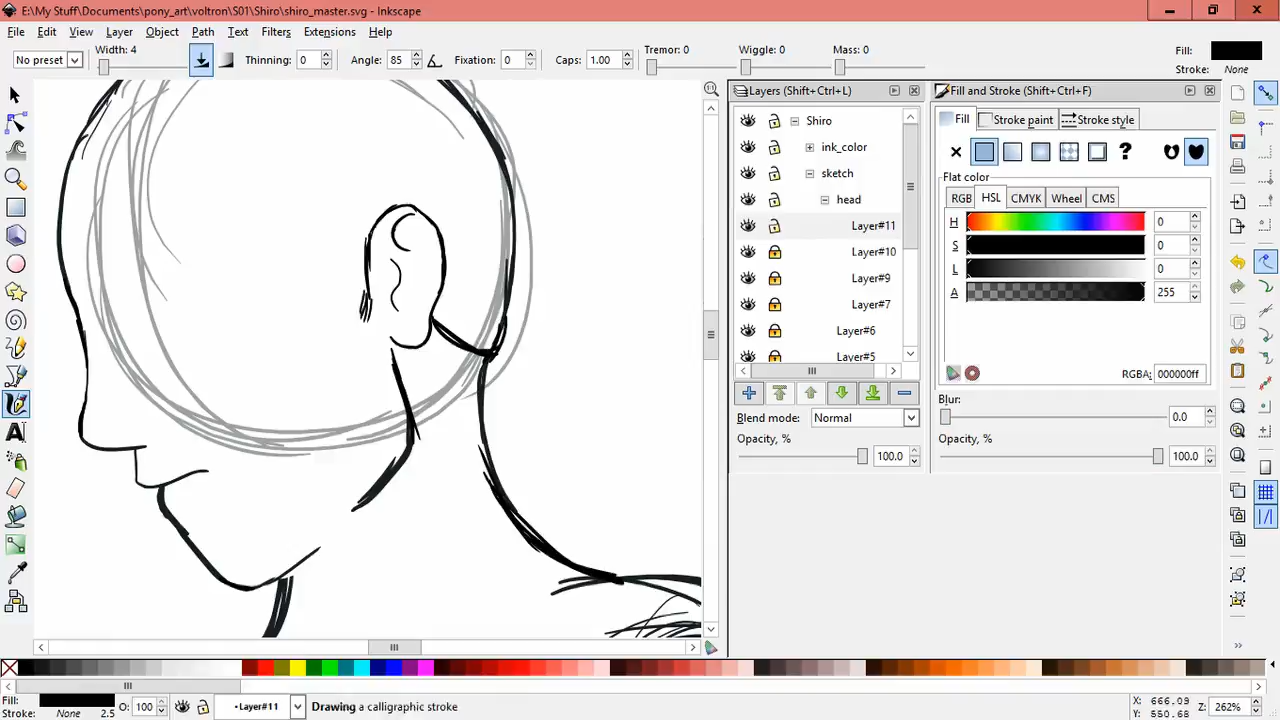 E:\My Stuff\Documents\pony_art\voltron\S01\Shiro\shiro_master.svg - Inkscape
File Edit View Layer Object Path Filters Text Extensions Help
No preset Width: 4 Thinning: 0 Angle: 85 Fixation: 0 Caps: 1.00 Tremor: 0 Wiggle: 0 Mass: 0 Fill: Stroke: None
Layers (Shift+Ctrl+L)
Shiro
ink_color
sketch
head
Layer#11
Layer#10
Layer#9
Layer#7
Layer#6
Layer#5
Blend mode: Normal
Opacity, % 100.0
Fill and Stroke (Shift+Ctrl+F)
Fill Stroke paint Stroke style
Flat color
RGB HSL CMYK Wheel CMS
H 0
S 0
L 0
A 255
RGBA: 000000ff
Blur:
0.0
Opacity, %
100.0
Fill: Stroke: None 2.5 O: 100 •Layer#11 Drawing a calligraphic stroke X: 666.09 Y: 550.68 Z: 262%